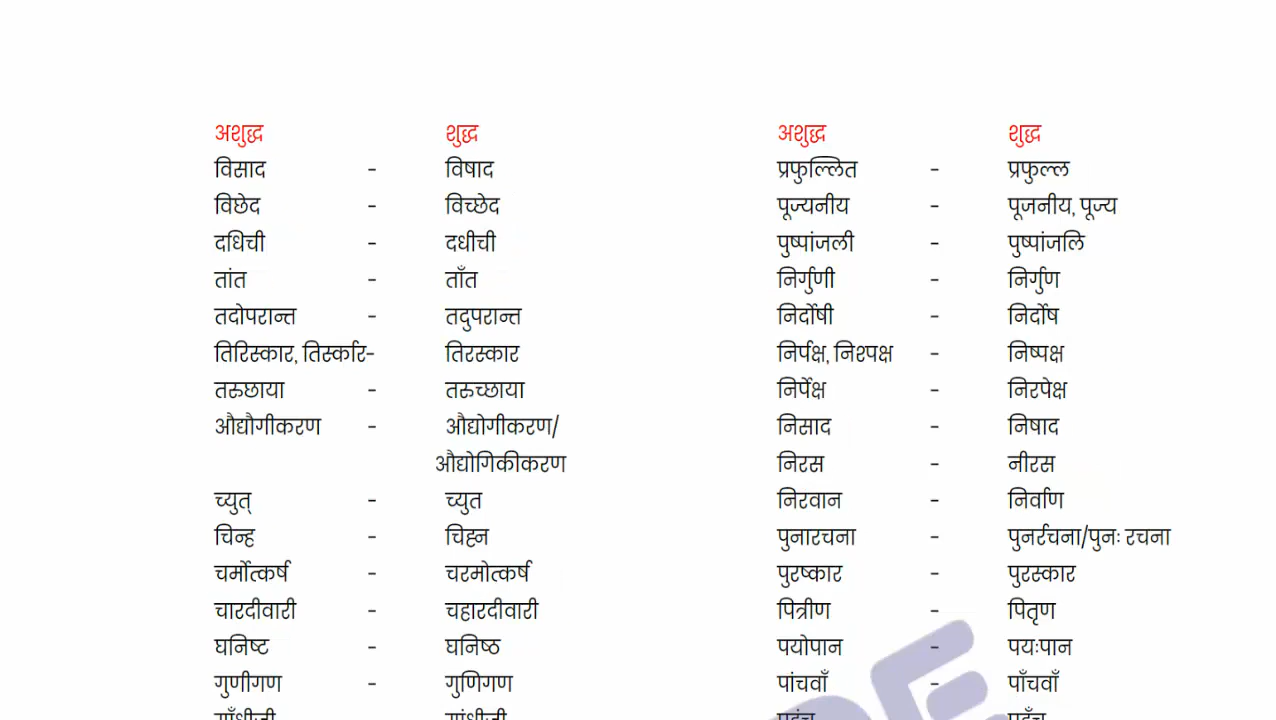 अशुद्ध शुद्ध अशुद्ध शुद्ध
विसाद - विषाद प्रफुल्लित - प्रफुल्ल
विछेद - विच्छेद पूज्यनीय - पूजनीय, पूज्य
दधिची - दधीची पुष्पांजली - पुष्पांजलि
तांत - ताँत निर्गुणी - निर्गुण
तदोपरान्त - तदुपरान्त निर्दोषी - निर्दोष
तिरिस्कार, तिर्स्कार- तिरस्कार निर्पक्ष, निश्पक्ष - निष्पक्ष
तरुछाया - तरुच्छाया निर्पेक्ष - निरपेक्ष
औद्यौगीकरण - औद्योगीकरण/ निसाद - निषाद
औद्योगिकीकरण निरस - नीरस
च्युत् - च्युत निरवान - निर्वाण
चिन्ह - चिह्न पुनारचना - पुनर्रचना/पुनः रचना
चर्मोत्कर्ष - चरमोत्कर्ष पुरष्कार - पुरस्कार
चारदीवारी - चहारदीवारी पित्रीण - पितृण
घनिष्ट - घनिष्ठ पयोपान - पयःपान
गुणीगण - गुणिगण पांचवाँ - पाँचवाँ
गाँधीजी गांधीजी पहुंच पहुँच